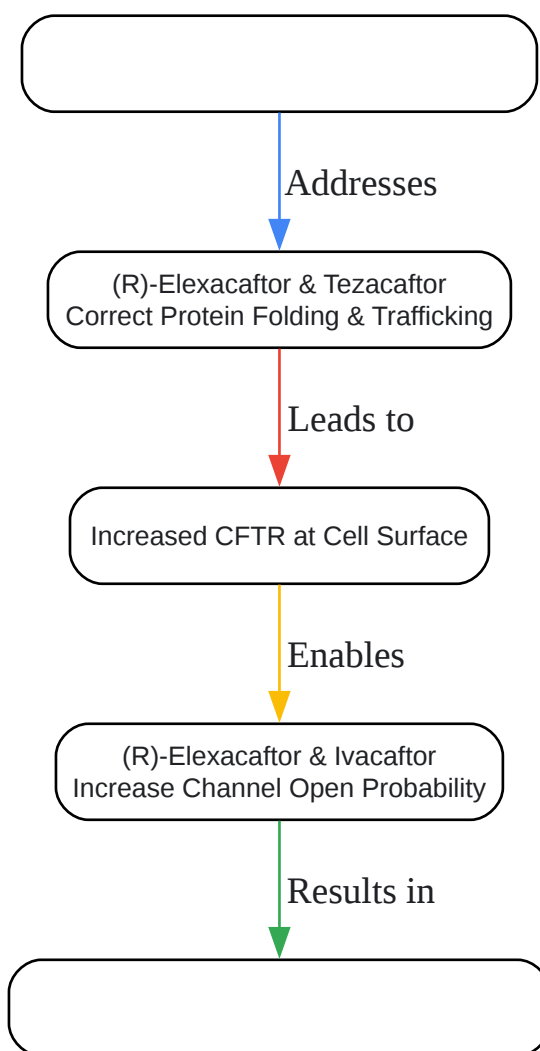 Addresses
(R)-Elexacaftor & Tezacaftor
Correct Protein Folding & Trafficking
Leads to
Increased CFTR at Cell Surface
Enables
(R)-Elexacaftor & Ivacaftor
Increase Channel Open Probability
Results in